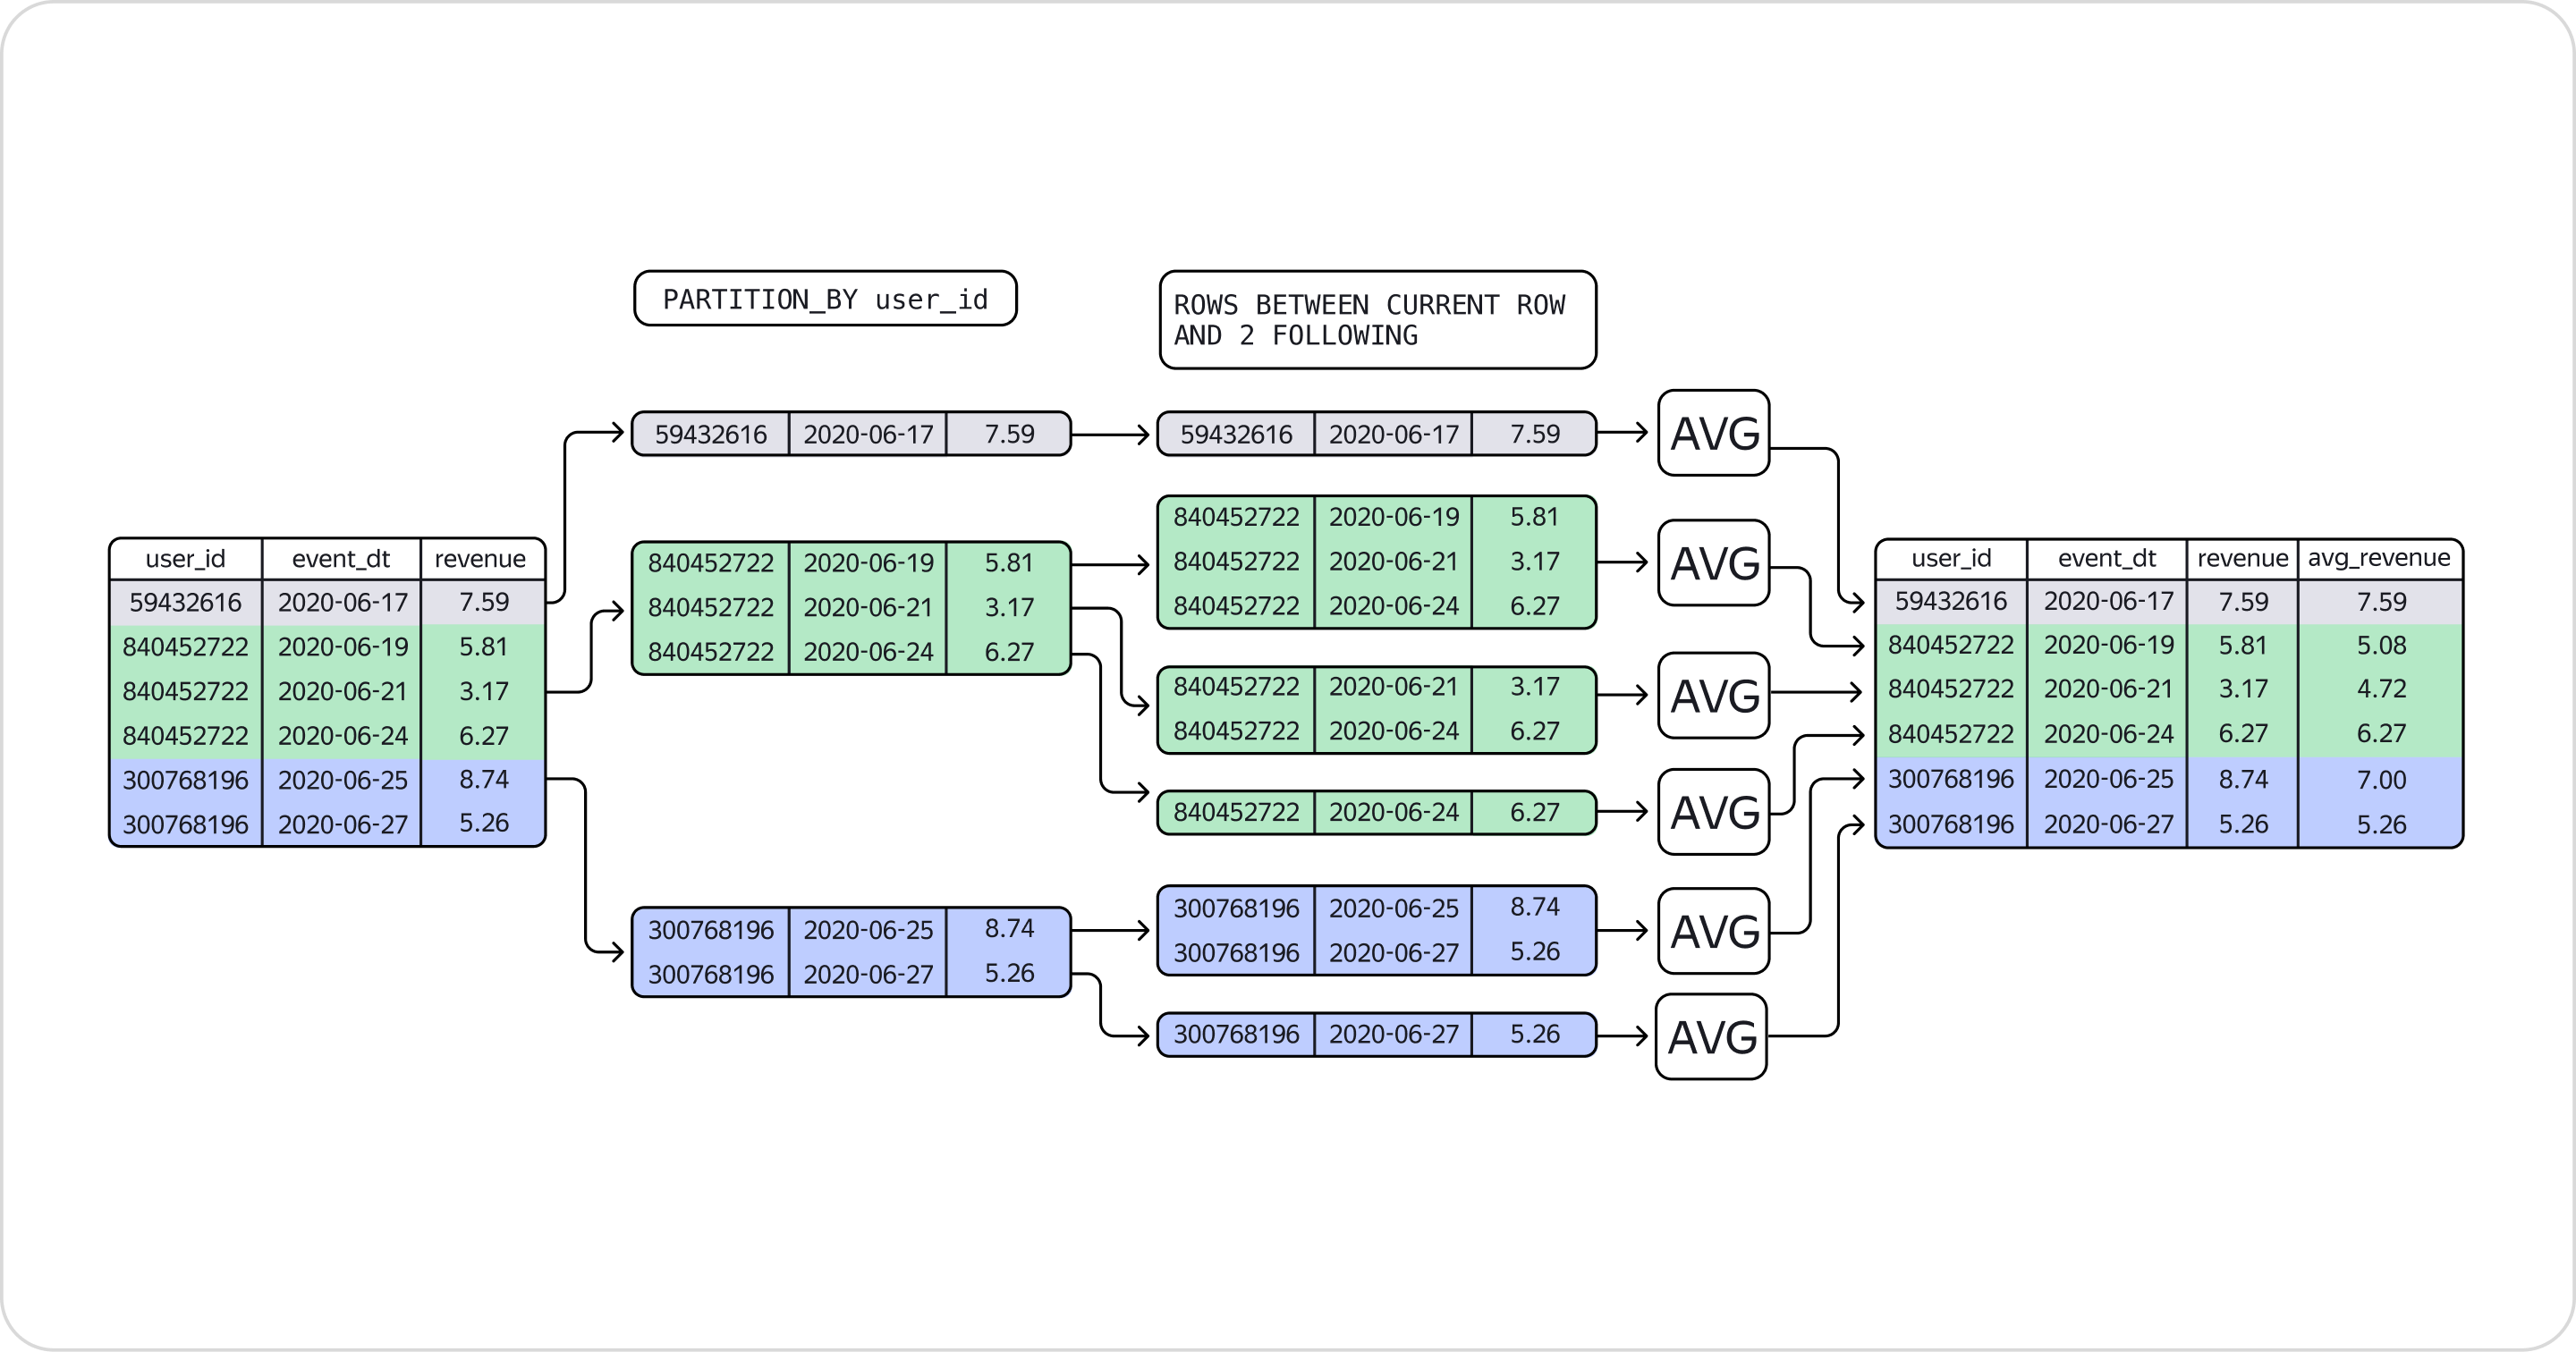 PARTITION_BY user_id
ROWS BETWEEN CURRENT ROW
AND 2 FOLLOWING
user_id event_dt revenue
59432616 2020-06-17 7.59
840452722 2020-06-19 5.81
840452722 2020-06-21 3.17
840452722 2020-06-24 6.27
300768196 2020-06-25 8.74
300768196 2020-06-27 5.26
59432616 2020-06-17 7.59
840452722 2020-06-19 5.81
840452722 2020-06-21 3.17
840452722 2020-06-24 6.27
300768196 2020-06-25 8.74
300768196 2020-06-27 5.26
59432616 2020-06-17 7.59
840452722 2020-06-19 5.81
840452722 2020-06-21 3.17
840452722 2020-06-24 6.27
840452722 2020-06-21 3.17
840452722 2020-06-24 6.27
840452722 2020-06-24 6.27
300768196 2020-06-25 8.74
300768196 2020-06-27 5.26
300768196 2020-06-27 5.26
AVG
AVG
AVG
AVG
AVG
AVG
user_id event_dt revenue avg_revenue
59432616 2020-06-17 7.59 7.59
840452722 2020-06-19 5.81 5.08
840452722 2020-06-21 3.17 4.72
840452722 2020-06-24 6.27 6.27
300768196 2020-06-25 8.74 7.00
300768196 2020-06-27 5.26 5.26